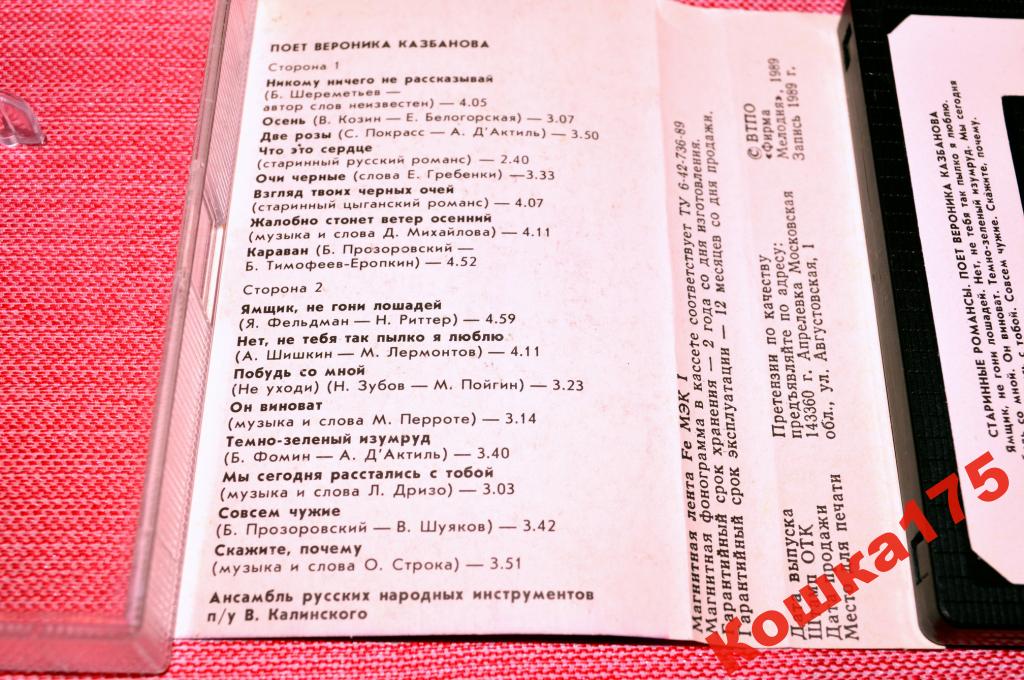 ПОЕТ ВЕРОНИКА КАЗБАНОВА
Сторона 1
Никому ничего не рассказывай
(Б. Шереметьев —
автор слов неизвестен) — 4.05
Осень (В. Козин — Е. Белогорская) — 3.07
Две розы (С. Покрасс — А. Д'Актиль) — 3.50
Что это сердце
(старинный русский романс) — 2.40
Очи черные (слова Е. Гребенки) —3.33
Взгляд твоих черных очей
(старинный цыганский романс) — 4.07
Жалобно стонет ветер осенний
(музыка и слова Д. Михайлова) — 4.11
Караван (Б. Прозоровский —
Б. Тимофеев-Еропкин) — 4.52
Сторона 2
Ямщик, не гони лошадей
(Я. Фельдман — Н. Риттер) — 4.59
Нет, не тебя так пылко я люблю
(А. Шишкин — М. Лермонтов) — 4.11
Побудь со мной
(Не уходи) (Н. Зубов — М. Пойгин) — 3.23
Он виноват
(музыка и слова М. Перроте) — 3.14
Темно-зеленый изумруд
(Б. Фомин — А. Д'Актиль) — 3.40
Мы сегодня расстались с тобой
(музыка и слова Л. Дризо) — 3.03
Совсем чужие
(Б. Прозоровский — В. Шуяков) — 3.42
Скажите, почему
(музыка и слова О. Строка) — 3.51
Ансамбль русских народных инструментов
п/у В. Калинского
Магнитная лента Fe МЭК I
Магнитная фонограмма в кассете соответствует ТУ 6-42-736-89
Гарантийный срок хранения — 2 года со дня изготовления.
Гарантийный срок эксплуатации — 12 месяцев со дня продажи.
© ВТПО
«Фирма
Мелодия», 1989
Запись 1989 г.
Претензии по качеству
предъявляйте по адресу:
143360 г. Апрелевка Московская
обл., ул. Августовская, 1
Дата выпуска
Штамп ОТК
Дата продажи
Место для печати
СТАРИННЫЕ РОМАНСЫ. ПОЕТ ВЕРОНИКА КАЗБАНОВА
Ямщик, не гони лошадей. Нет, не тебя так пылко я люблю.
со мной. Он виноват. Темно-зеленый изумруд. Мы сегодня
с тобой. Совсем чужие. Скажите, почему.
кошка175